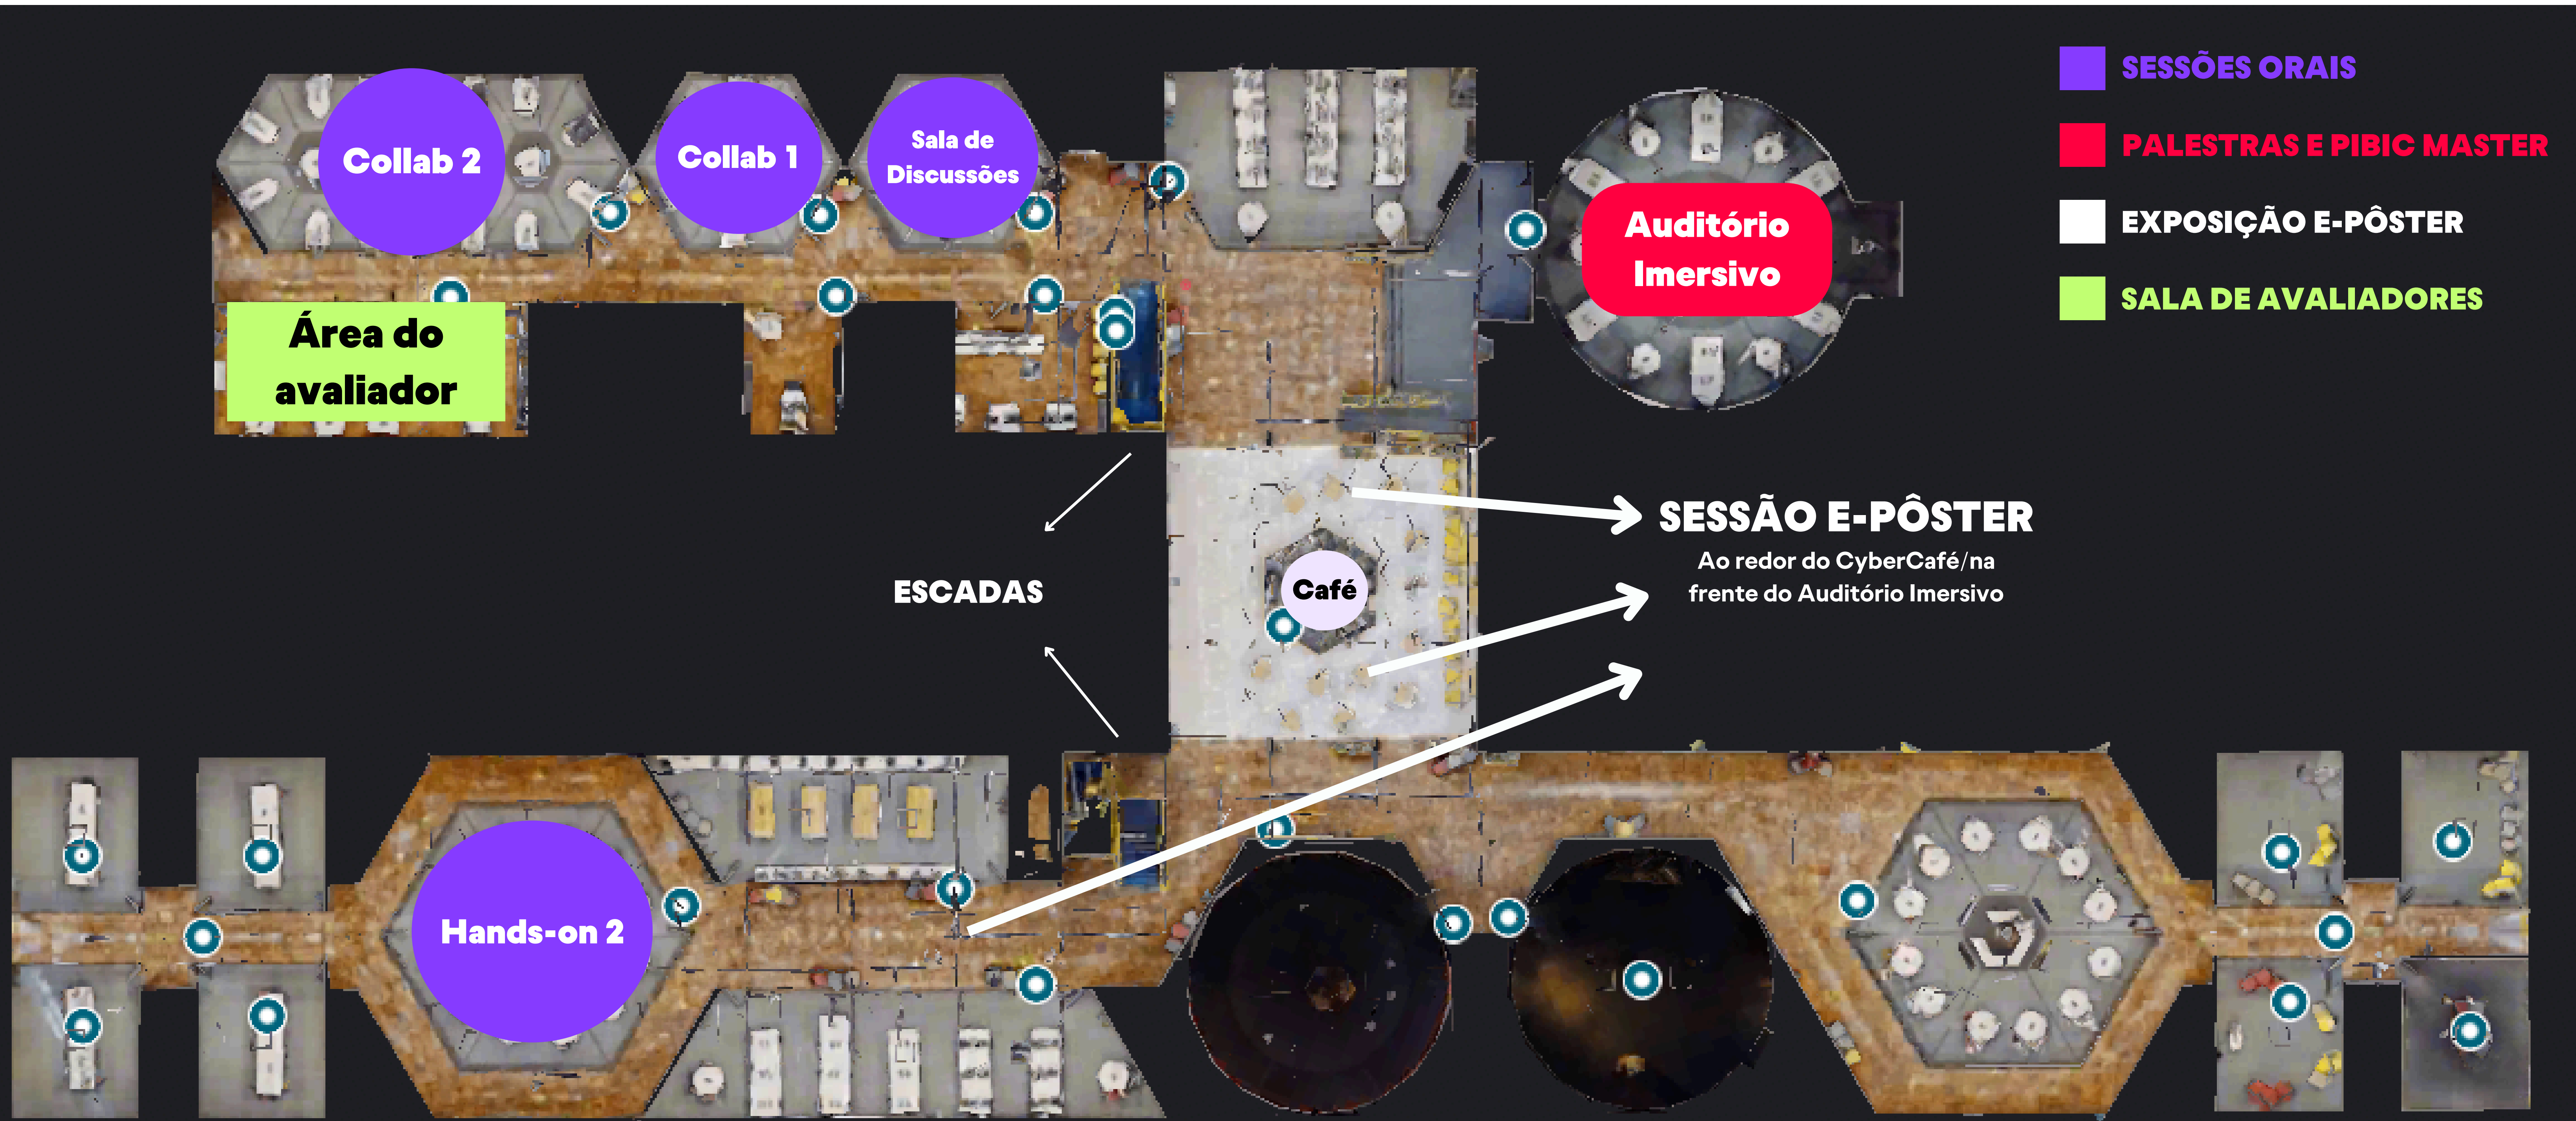 SESSÕES ORAIS
PALESTRAS E PIBIC MASTER
EXPOSIÇÃO E-PÔSTER
SALA DE AVALIADORES
Collab 2
Collab 1
Sala de
Discussões
Auditório
Imersivo
Área do
avaliador
SESSÃO E-PÔSTER
Ao redor do CyberCafé/na
frente do Auditório Imersivo
ESCADAS
Café
Hands-on 2